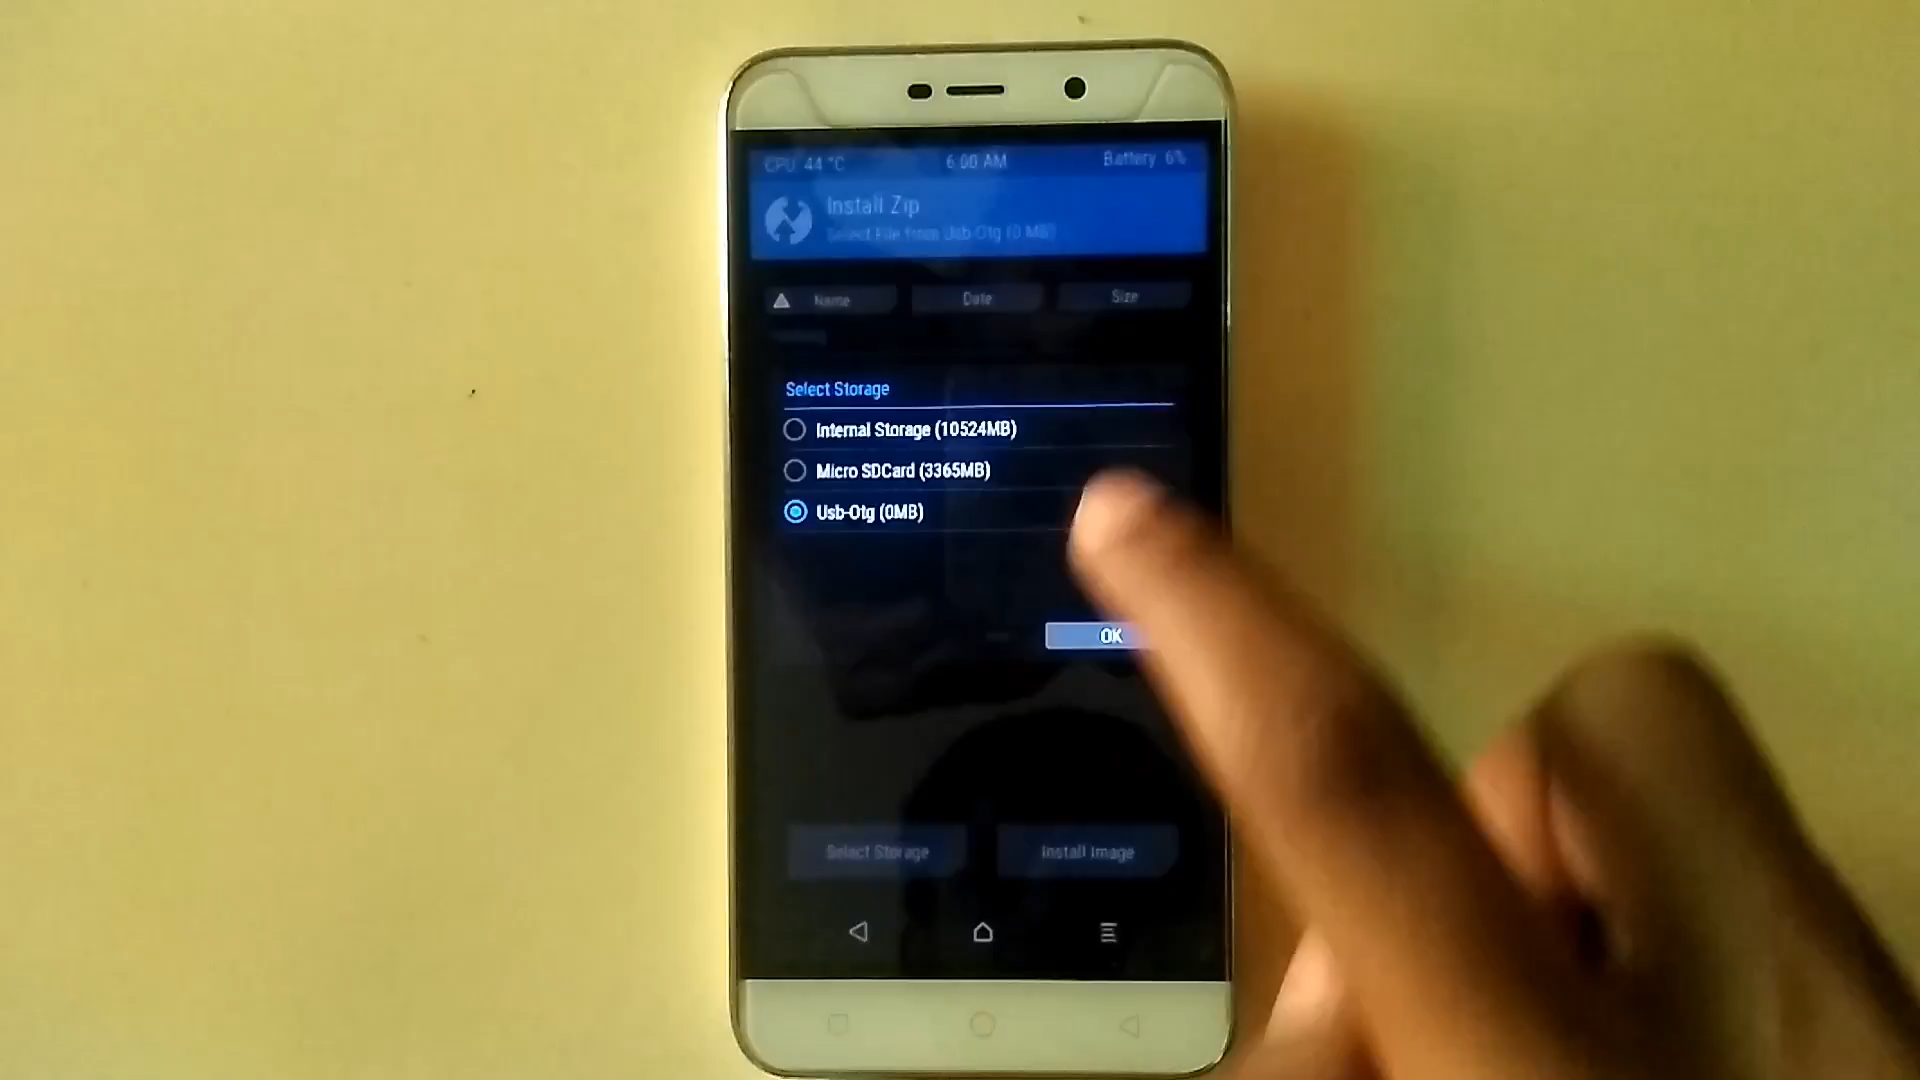 CPU: 44 °C
6:00 AM
Battery: 6%
Install Zip
Select File from Usb-Otg (0 MB)
Name
Date
Size
Select Storage
Internal Storage (10524MB)
Micro SDCard (3365MB)
Usb-Otg (0MB)
OK
Select Storage
Install Image